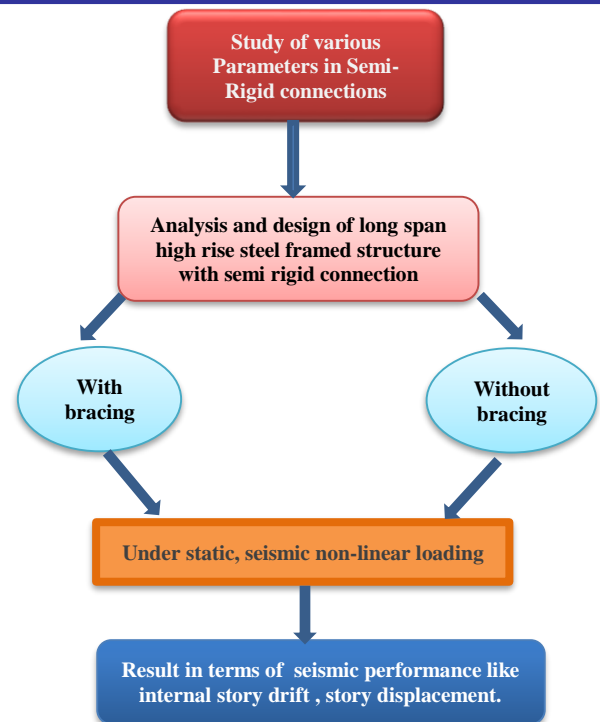 Study of various
Parameters in Semi-
Rigid connections
Analysis and design of long span
high rise steel framed structure
with semi rigid connection
With
bracing
Without
bracing
Under static, seismic non-linear loading
Result in terms of seismic performance like
internal story drift , story displacement.